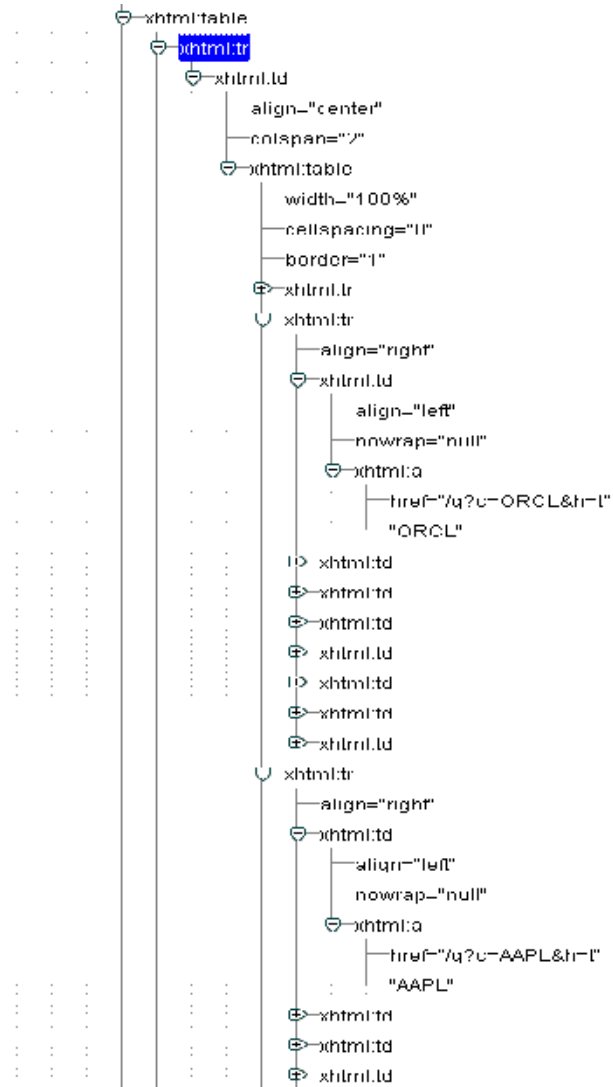 xhtml:table
xhtml:tr
xhtml:td
align="center"
colspan="2"
xhtml:table
width="100%"
cellspacing="0"
border="1"
xhtml:tr
xhtml:tr
align="right"
xhtml:td
align="left"
nowrap="null"
xhtml:a
href="/q?c=ORCL&h=t"
"ORCL"
xhtml:td
xhtml:td
xhtml:td
xhtml:td
xhtml:td
xhtml:td
xhtml:td
xhtml:tr
align="right"
xhtml:td
align="left"
nowrap="null"
xhtml:a
href="/q?c=AAPL&h=t"
"AAPL"
xhtml:td
xhtml:td
xhtml:td